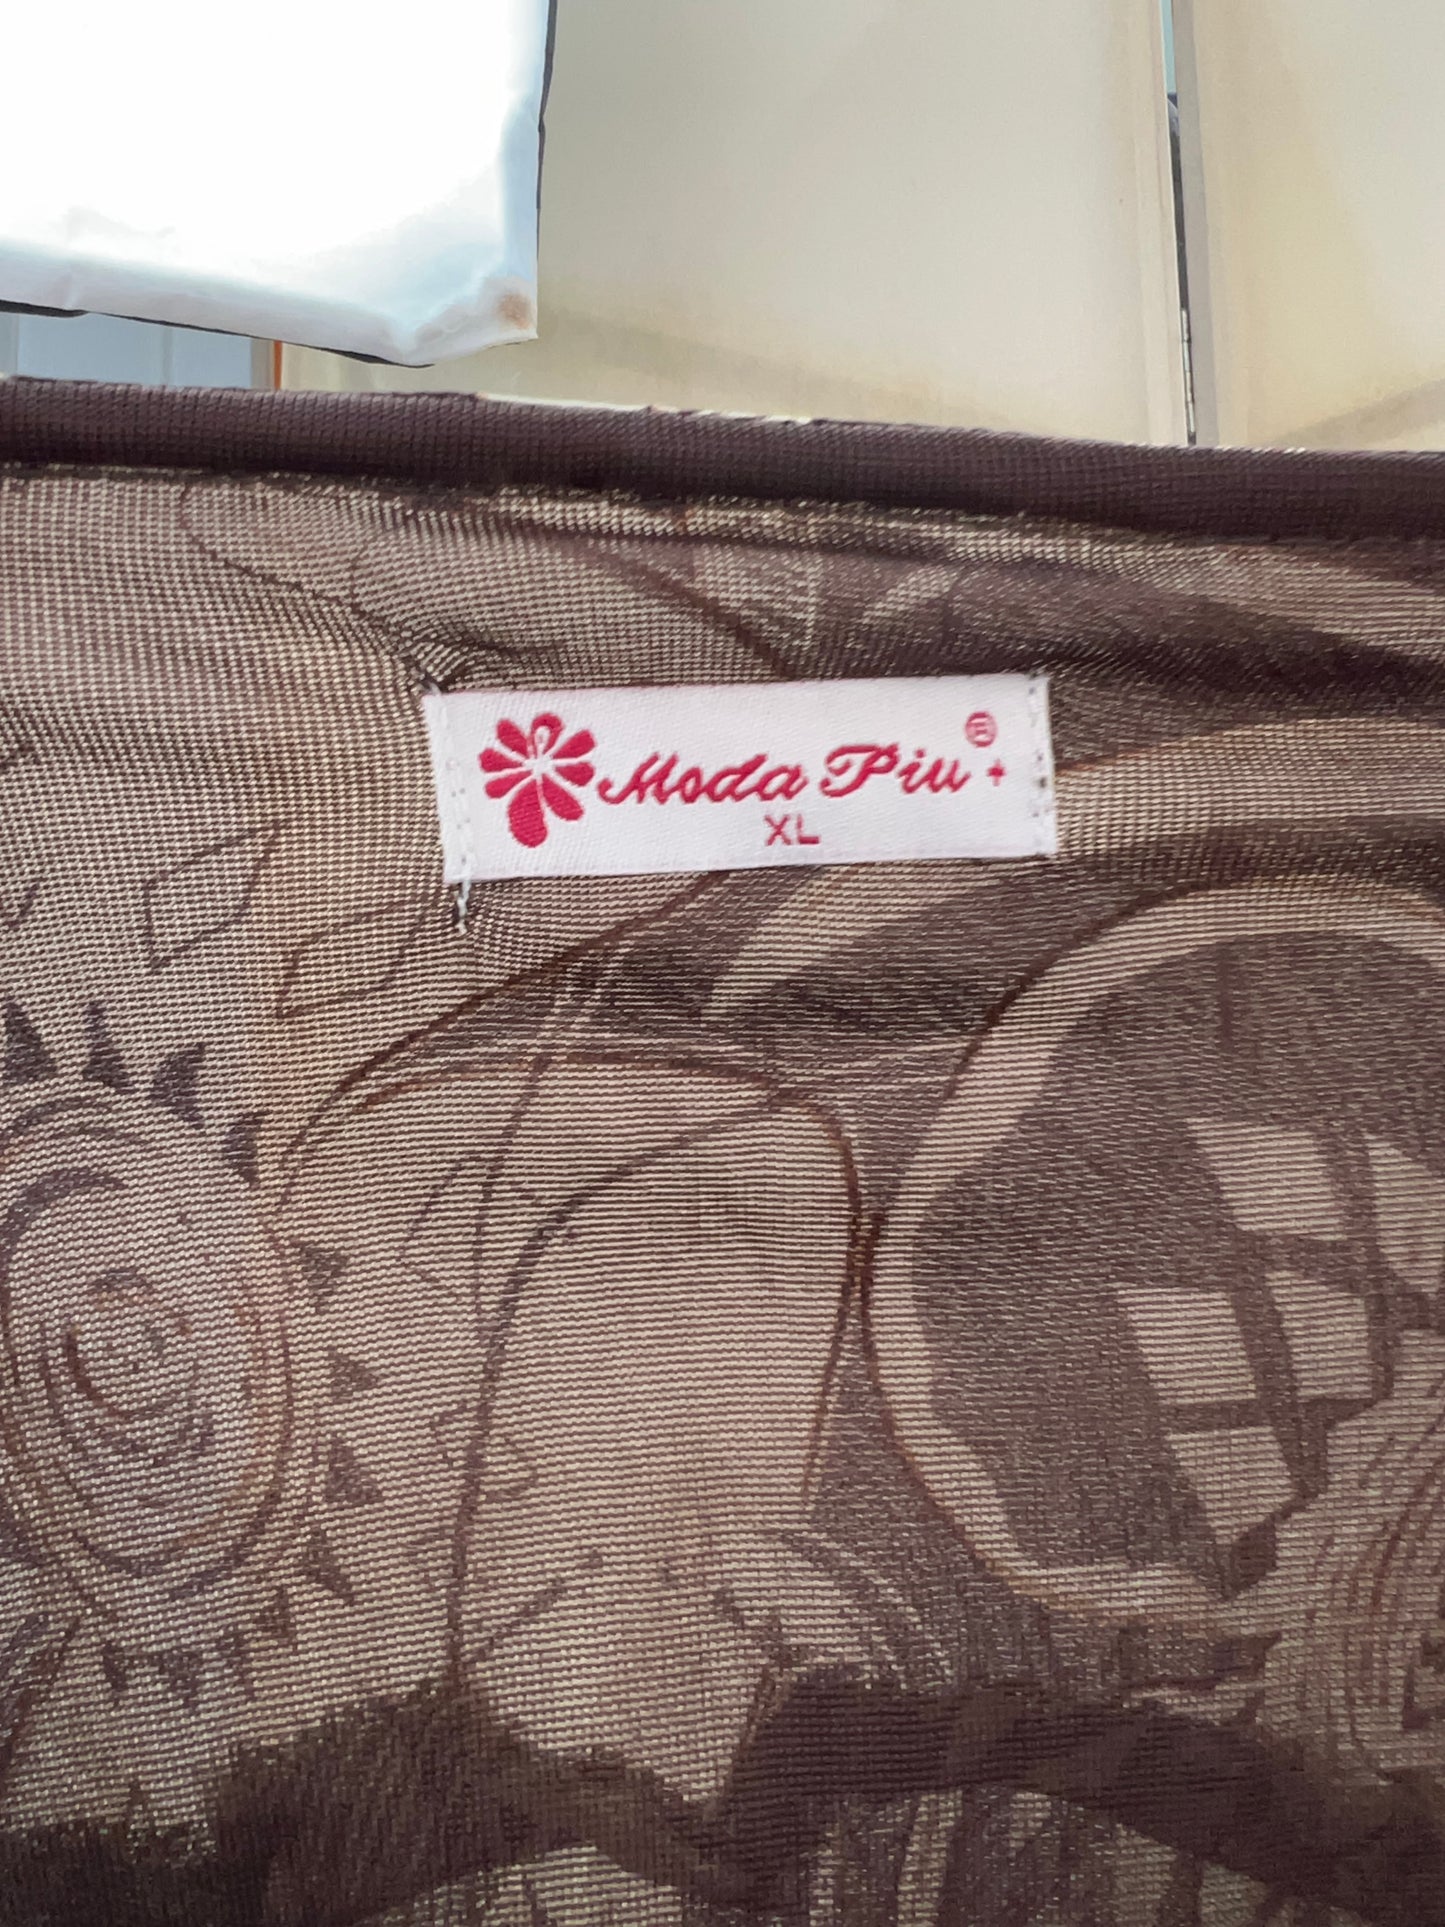 Moda Piu + ®
XL